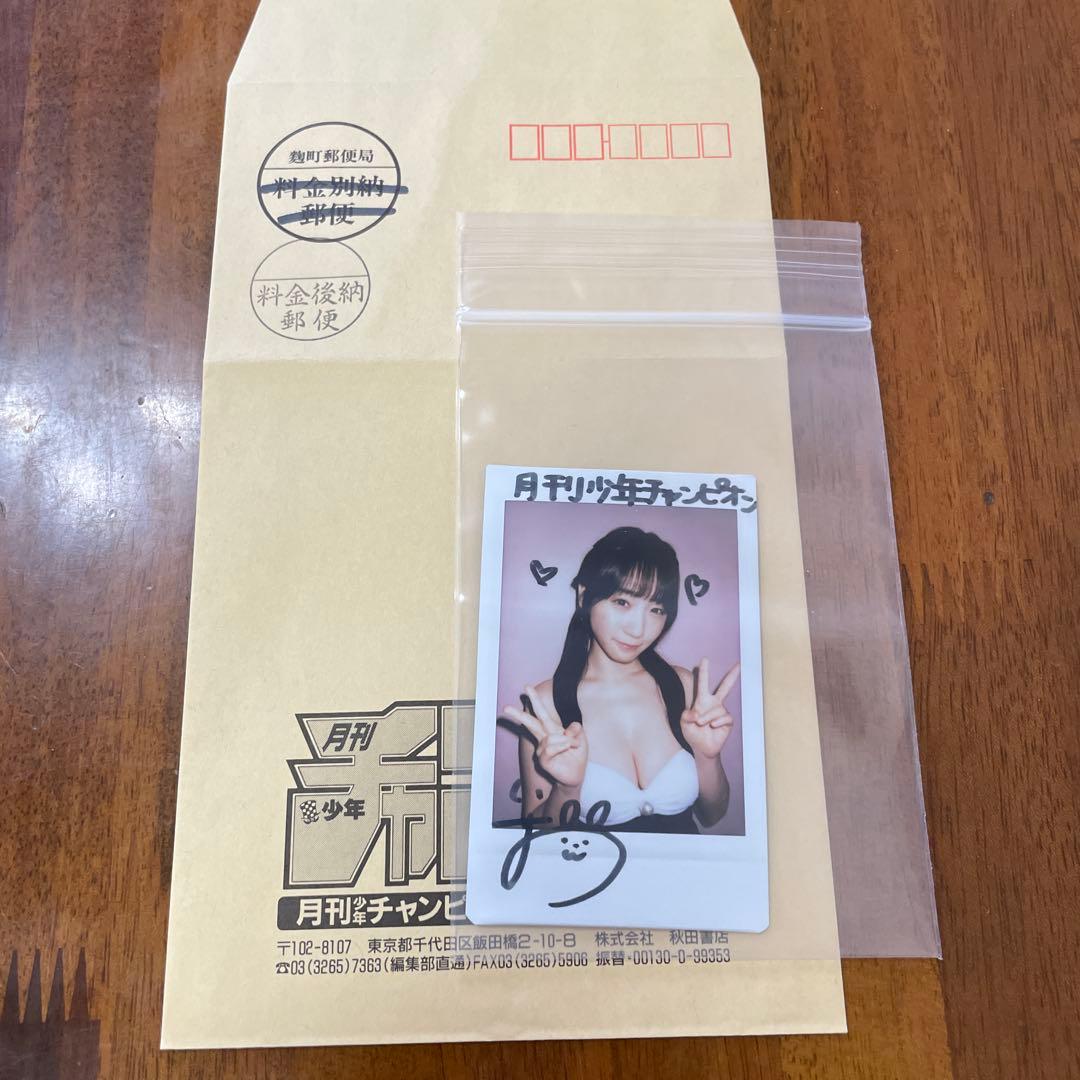 麹町郵便局
料金別納
郵便
料金後納
郵便
月刊少年チャンピオン
月刊
少年
チャ
月刊少年チャンピ
〒102-8107 東京都千代田区飯田橋2-10-8 株式会社 秋田書店
☎03(3265)7363(編集部直通)FAX03(3265)5906 振替・00130-0-99353